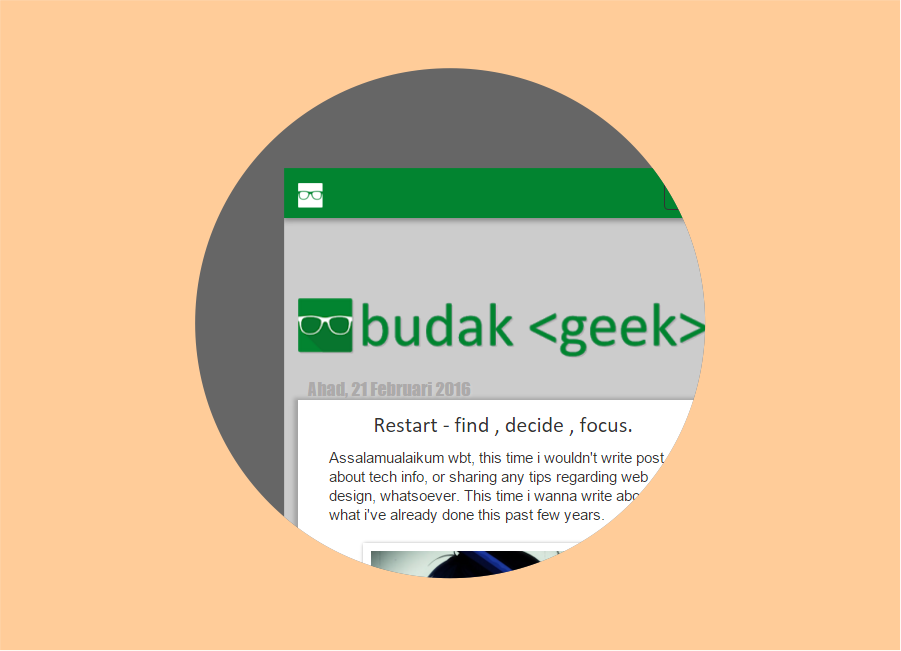 budak <geek>
Ahad, 21 Februari 2016
Restart - find , decide , focus.
Assalamualaikum wbt, this time i wouldn't write post
about tech info, or sharing any tips regarding web
design, whatsoever. This time i wanna write
what i've already done this past few years.